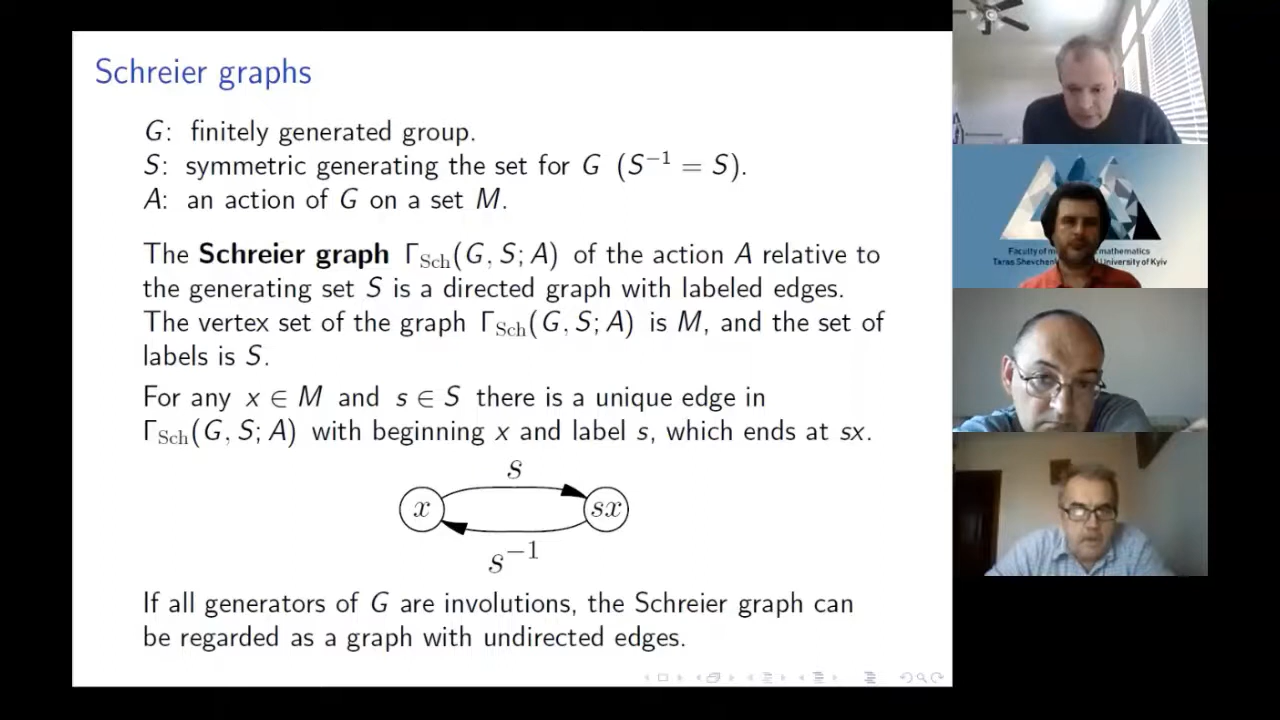 Schreier graphs
G: finitely generated group.
S: symmetric generating the set for G (S⁻¹ = S).
A: an action of G on a set M.
The Schreier graph Γ_Sch(G, S; A) of the action A relative to
the generating set S is a directed graph with labeled edges.
The vertex set of the graph Γ_Sch(G, S; A) is M, and the set of
labels is S.
For any x ∈ M and s ∈ S there is a unique edge in
Γ_Sch(G, S; A) with beginning x and label s, which ends at sx.
s
x sx
s⁻¹
If all generators of G are involutions, the Schreier graph can
be regarded as a graph with undirected edges.
Faculty of m mathematics
Taras Shevchen University of Kyiv